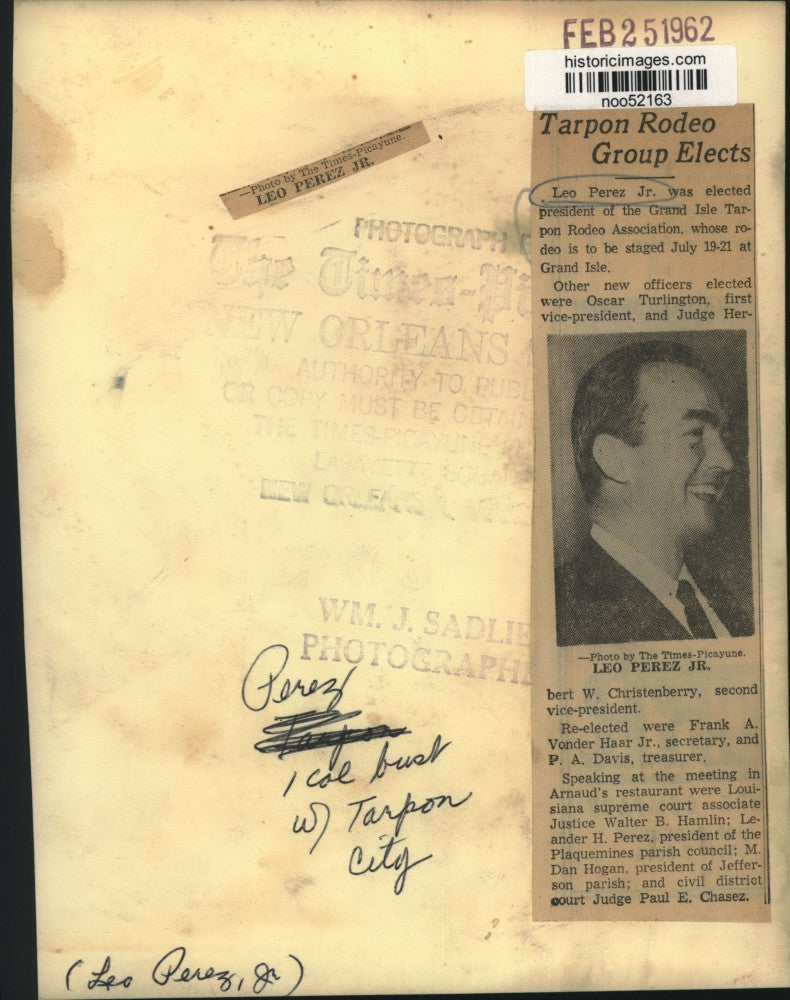 FEB 25 1962
historicimages.com
noo52163
—Photo by The Times-Picayune.
LEO PEREZ JR.
PHOTOGRAPH
The Times-Pi
NEW ORLEANS
AUTHORITY TO PUBL
OR COPY MUST BE OBTAIN
THE TIMES-PICAYUNE
LAFAYETTE SQUA
NEW ORLEANS
WM. J. SADLIE
PHOTOGRAPHE
Perez
Tarpon
1 col bust
w/ Tarpon
City
(Leo Perez, Jr)
Tarpon Rodeo
Group Elects
Leo Perez Jr. was elected
president of the Grand Isle Tar-
pon Rodeo Association, whose ro-
deo is to be staged July 19-21 at
Grand Isle.
Other new officers elected
were Oscar Turlington, first
vice-president, and Judge Her-
—Photo by The Times-Picayune.
LEO PEREZ JR.
bert W. Christenberry, second
vice-president.
Re-elected were Frank A.
Vonder Haar Jr., secretary, and
P. A. Davis, treasurer.
Speaking at the meeting in
Arnaud's restaurant were Loui-
siana supreme court associate
Justice Walter B. Hamlin; Le-
ander H. Perez, president of the
Plaquemines parish council; M.
Dan Hogan, president of Jeffer-
son parish; and civil district
court Judge Paul E. Chasez.